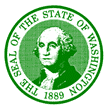 THE SEAL OF THE STATE OF WASHINGTON
1889